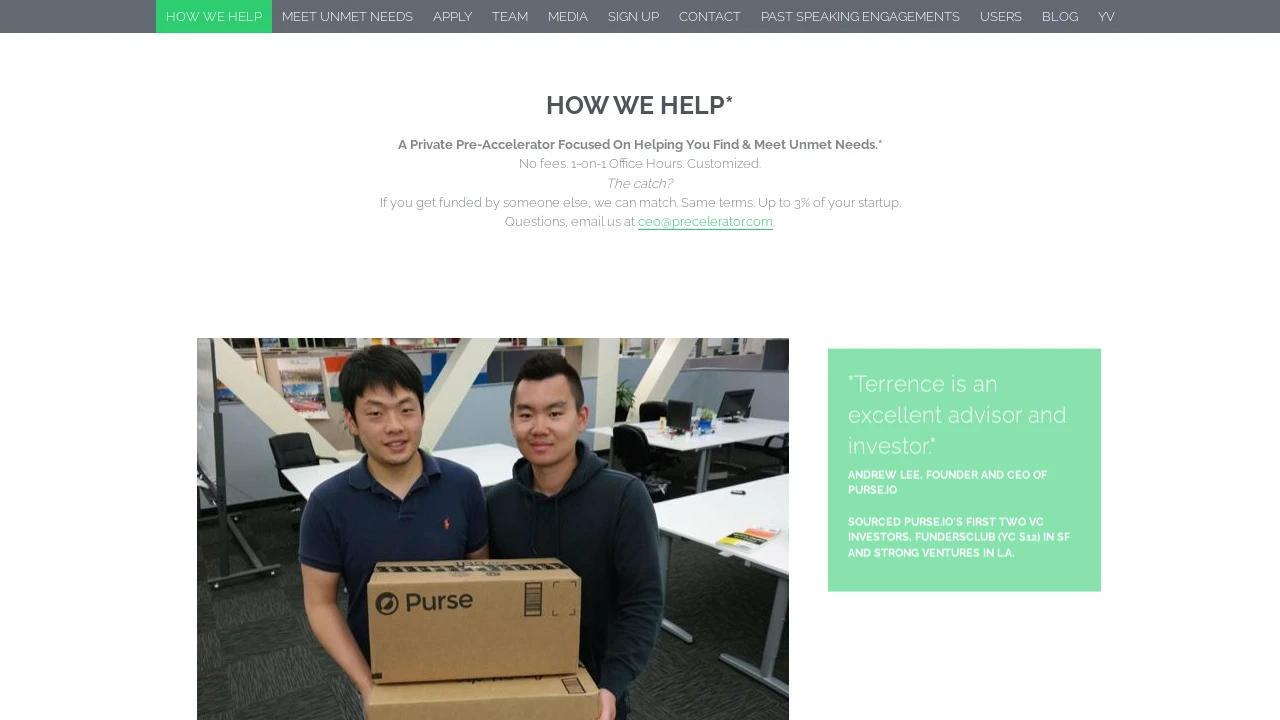 HOW WE HELP
MEET UNMET NEEDS
APPLY
TEAM
MEDIA
SIGN UP
CONTACT
PAST SPEAKING ENGAGEMENTS
USERS
BLOG
YV
HOW WE HELP*
A Private Pre-Accelerator Focused On Helping You Find & Meet Unmet Needs.*
No fees. 1-on-1 Office Hours. Customized.
The catch?
If you get funded by someone else, we can match. Same terms. Up to 3% of your startup.
Questions, email us at ceo@precelerator.com.
Purse
"Terrence is an
excellent advisor and
investor."
ANDREW LEE, FOUNDER AND CEO OF
PURSE.IO
SOURCED PURSE.IO'S FIRST TWO VC
INVESTORS, FUNDERSCLUB (YC S12) IN SF
AND STRONG VENTURES IN L.A.